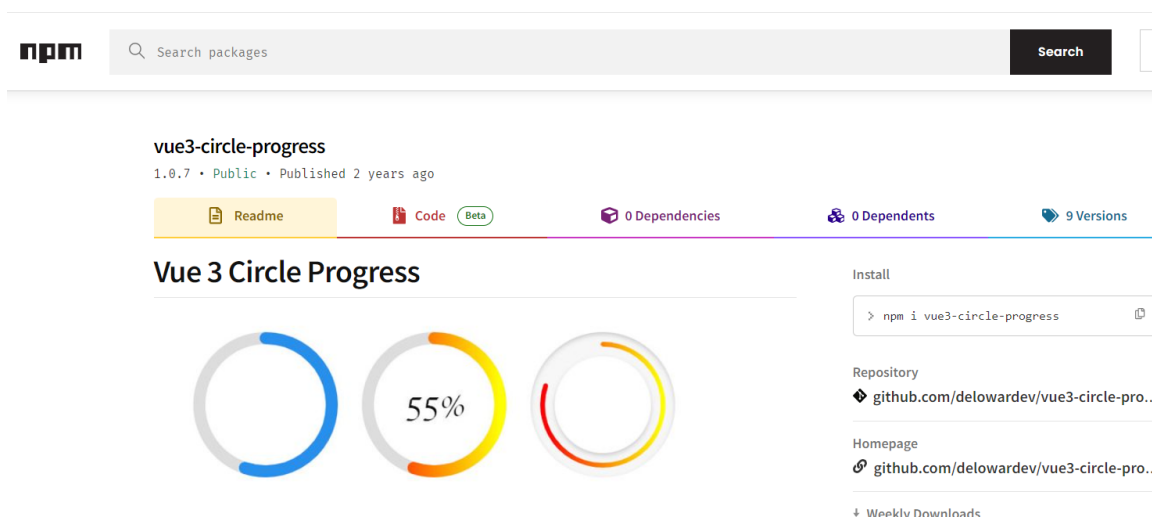 npm
Search packages
Search
vue3-circle-progress
1.0.7 • Public • Published 2 years ago
Readme
Code Beta
0 Dependencies
0 Dependents
9 Versions
Vue 3 Circle Progress
55%
Install
> npm i vue3-circle-progress
Repository
github.com/delowardev/vue3-circle-pro...
Homepage
github.com/delowardev/vue3-circle-pro...
Weekly Downloads